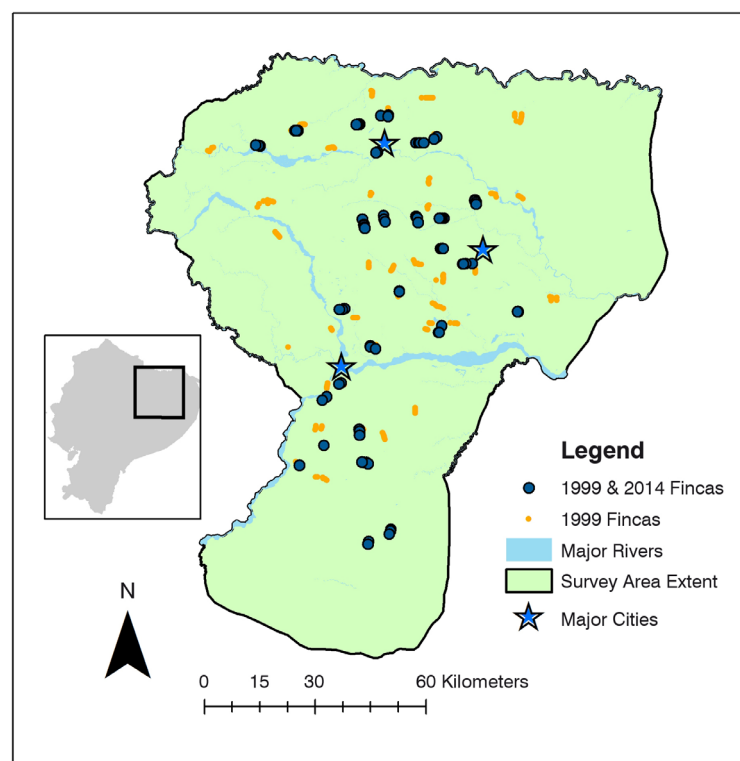 Legend
1999 & 2014 Fincas
1999 Fincas
Major Rivers
Survey Area Extent
Major Cities
N
0 15 30 60 Kilometers